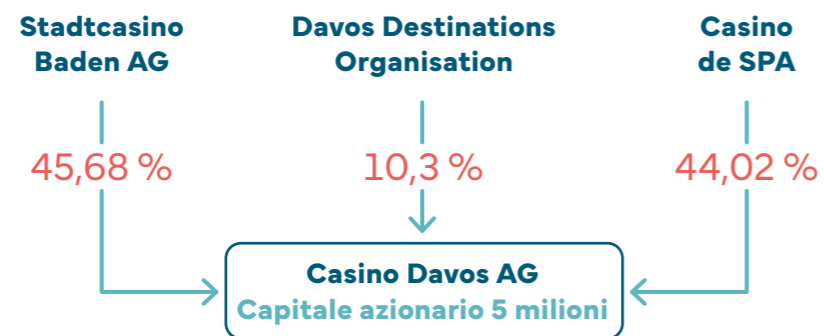 Stadtcasino
Baden AG
Davos Destinations
Organisation
Casino
de SPA
45,68 %
10,3 %
44,02 %
Casino Davos AG
Capitale azionario 5 milioni